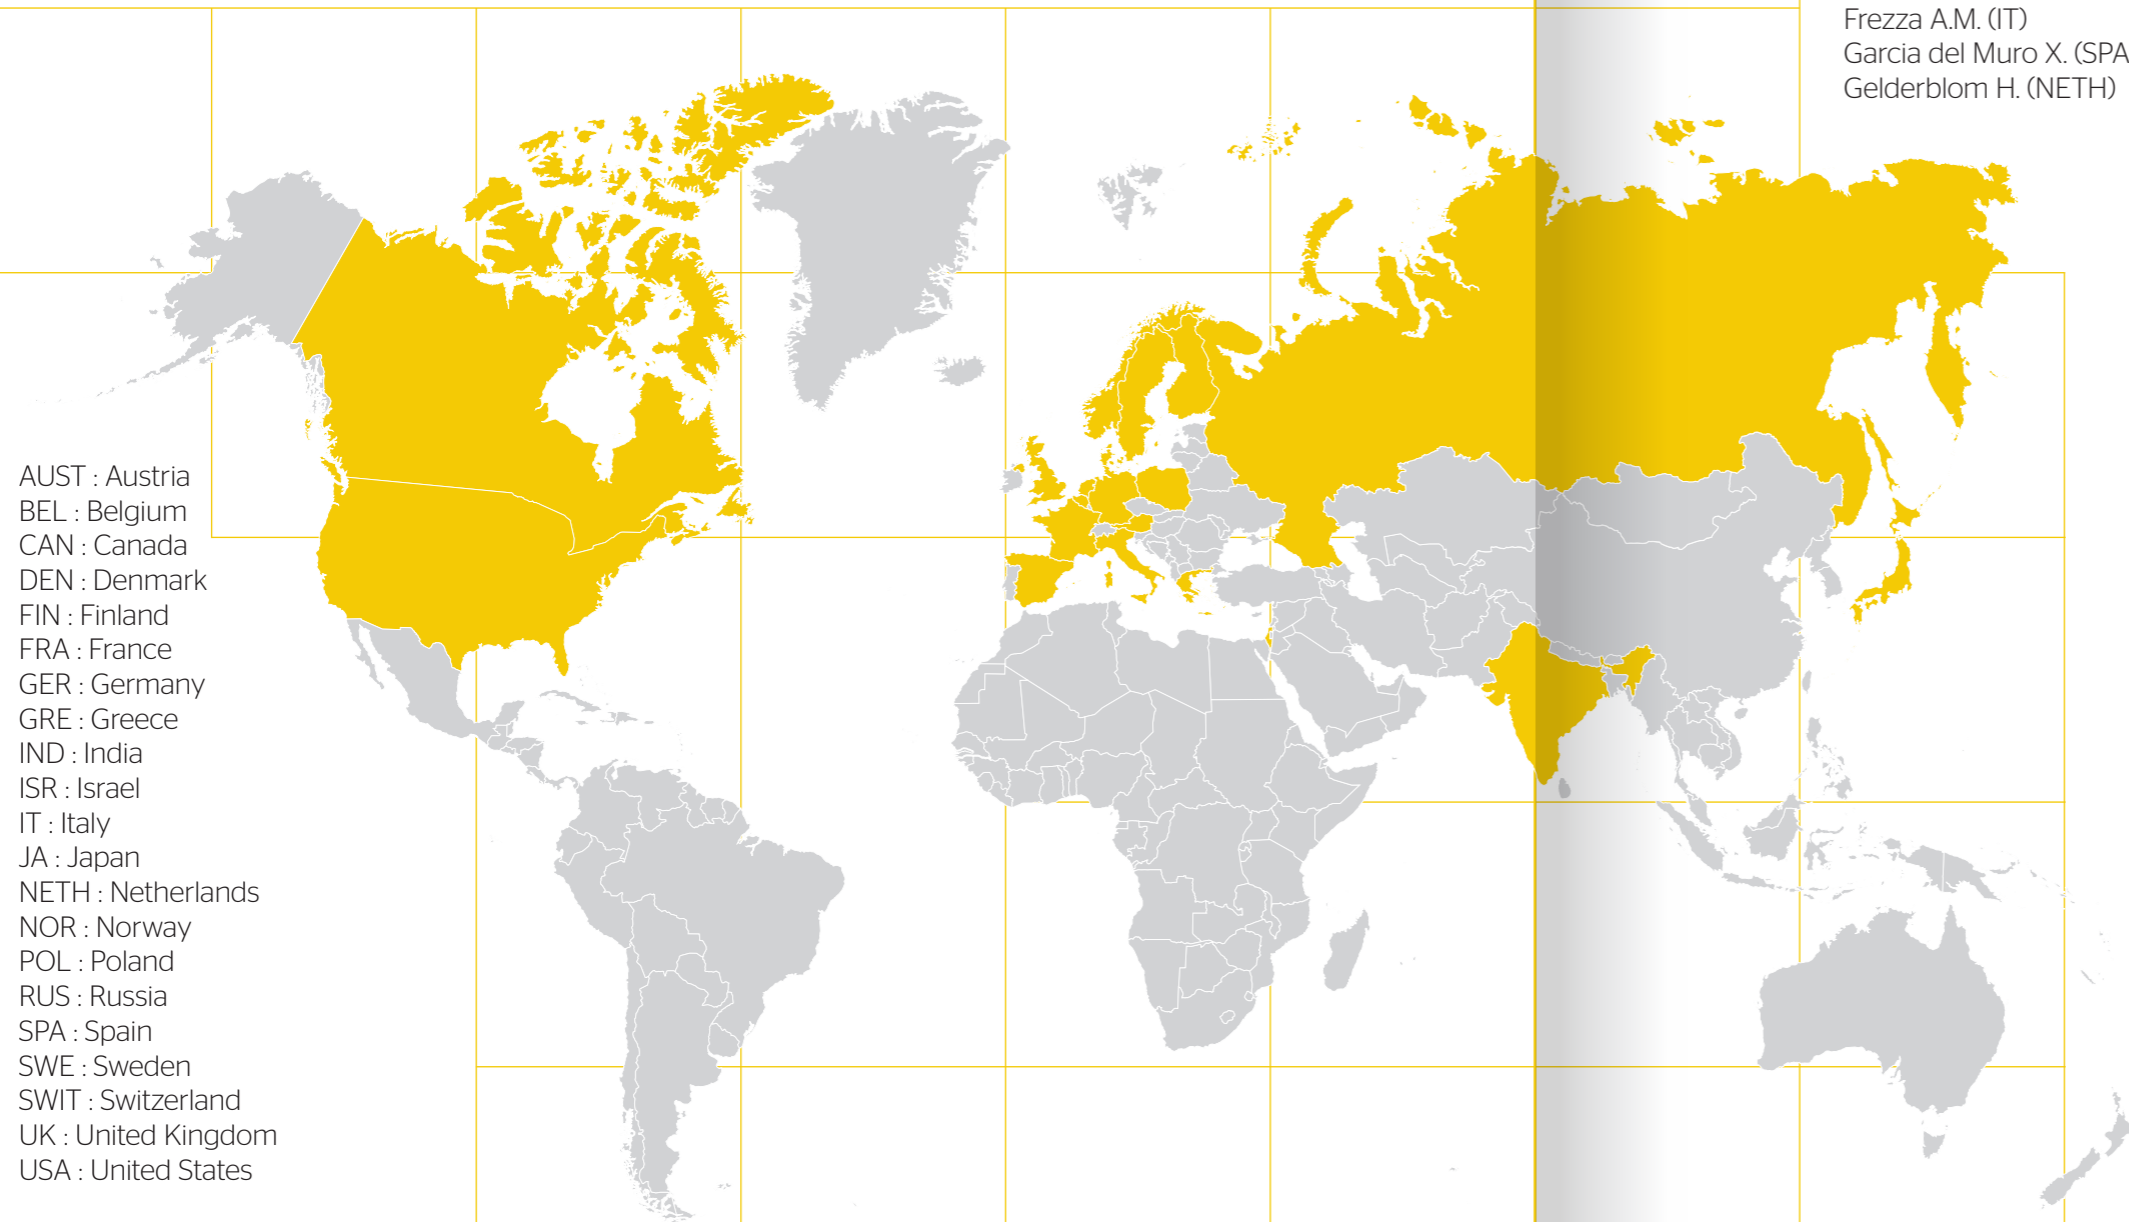 Frezza A.M. (IT)
Garcia del Muro X. (SPA
Gelderblom H. (NETH)
AUST : Austria
BEL : Belgium
CAN : Canada
DEN : Denmark
FIN : Finland
FRA : France
GER : Germany
GRE : Greece
IND : India
ISR : Israel
IT : Italy
JA : Japan
NETH : Netherlands
NOR : Norway
POL : Poland
RUS : Russia
SPA : Spain
SWE : Sweden
SWIT : Switzerland
UK : United Kingdom
USA : United States